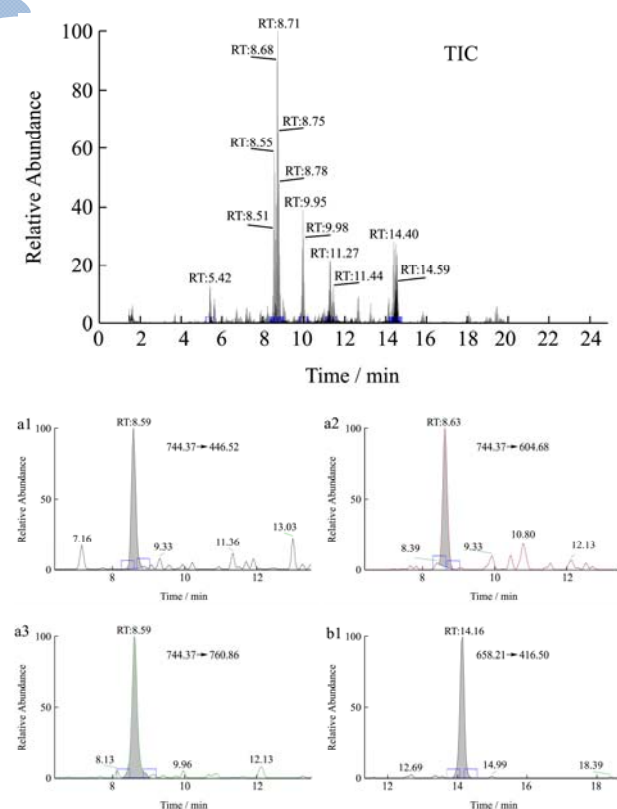 TIC
Relative Abundance
100
80
60
40
20
0
RT:8.71
RT:8.68
RT:8.75
RT:8.55
RT:8.78
RT:9.95
RT:8.51
RT:9.98
RT:14.40
RT:11.27
RT:5.42
RT:11.44
RT:14.59
0 2 4 6 8 10 12 14 16 18 20 22 24
Time / min
a1
RT:8.59
744.37→446.52
Relative Abundance
100
50
0
7.16
9.33
11.36
13.03
8 10 12
Time / min
a2
RT:8.63
744.37→604.68
Relative Abundance
100
50
0
8.39
9.33
10.80
12.13
8 10 12
Time / min
a3
RT:8.59
744.37→760.86
Relative Abundance
100
50
0
8.13
9.96
12.13
8 10 12
Time / min
b1
RT:14.16
658.21→416.50
Relative Abundance
100
50
0
12.69
14.99
18.39
12 14 16 18
Time / min